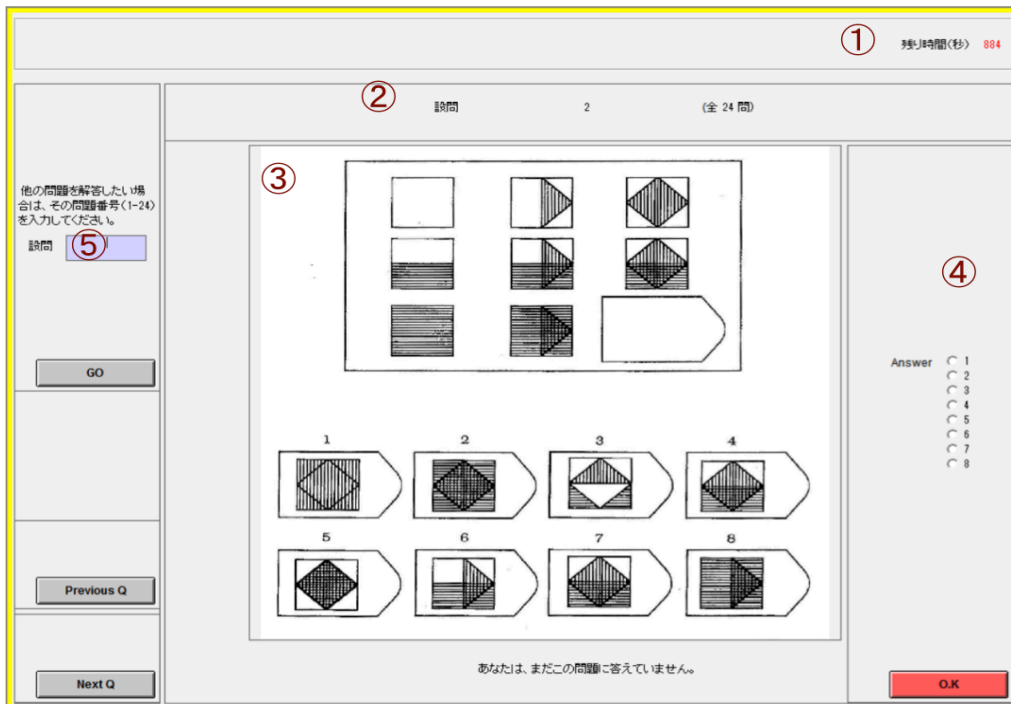 ①
残り時間(秒) 884
②
設問 2 (全 24 問)
③
他の問題を解答したい場
合は、その問題番号(1-24)
を入力してください。
設問 ⑤
GO
Previous Q
Next Q
1 2 3 4
5 6 7 8
④
Answer
1
2
3
4
5
6
7
8
あなたは、まだこの問題に答えていません。
O.K